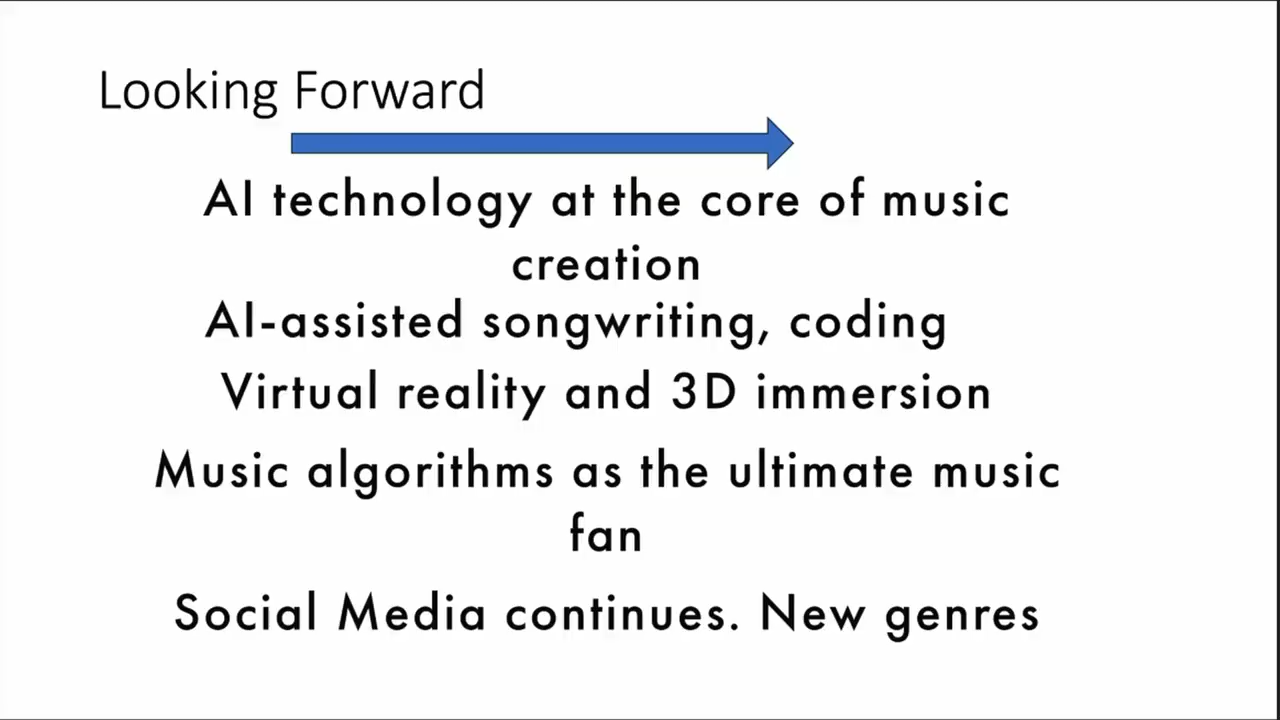 Looking Forward
AI technology at the core of music
creation
AI-assisted songwriting, coding
Virtual reality and 3D immersion
Music algorithms as the ultimate music
fan
Social Media continues. New genres